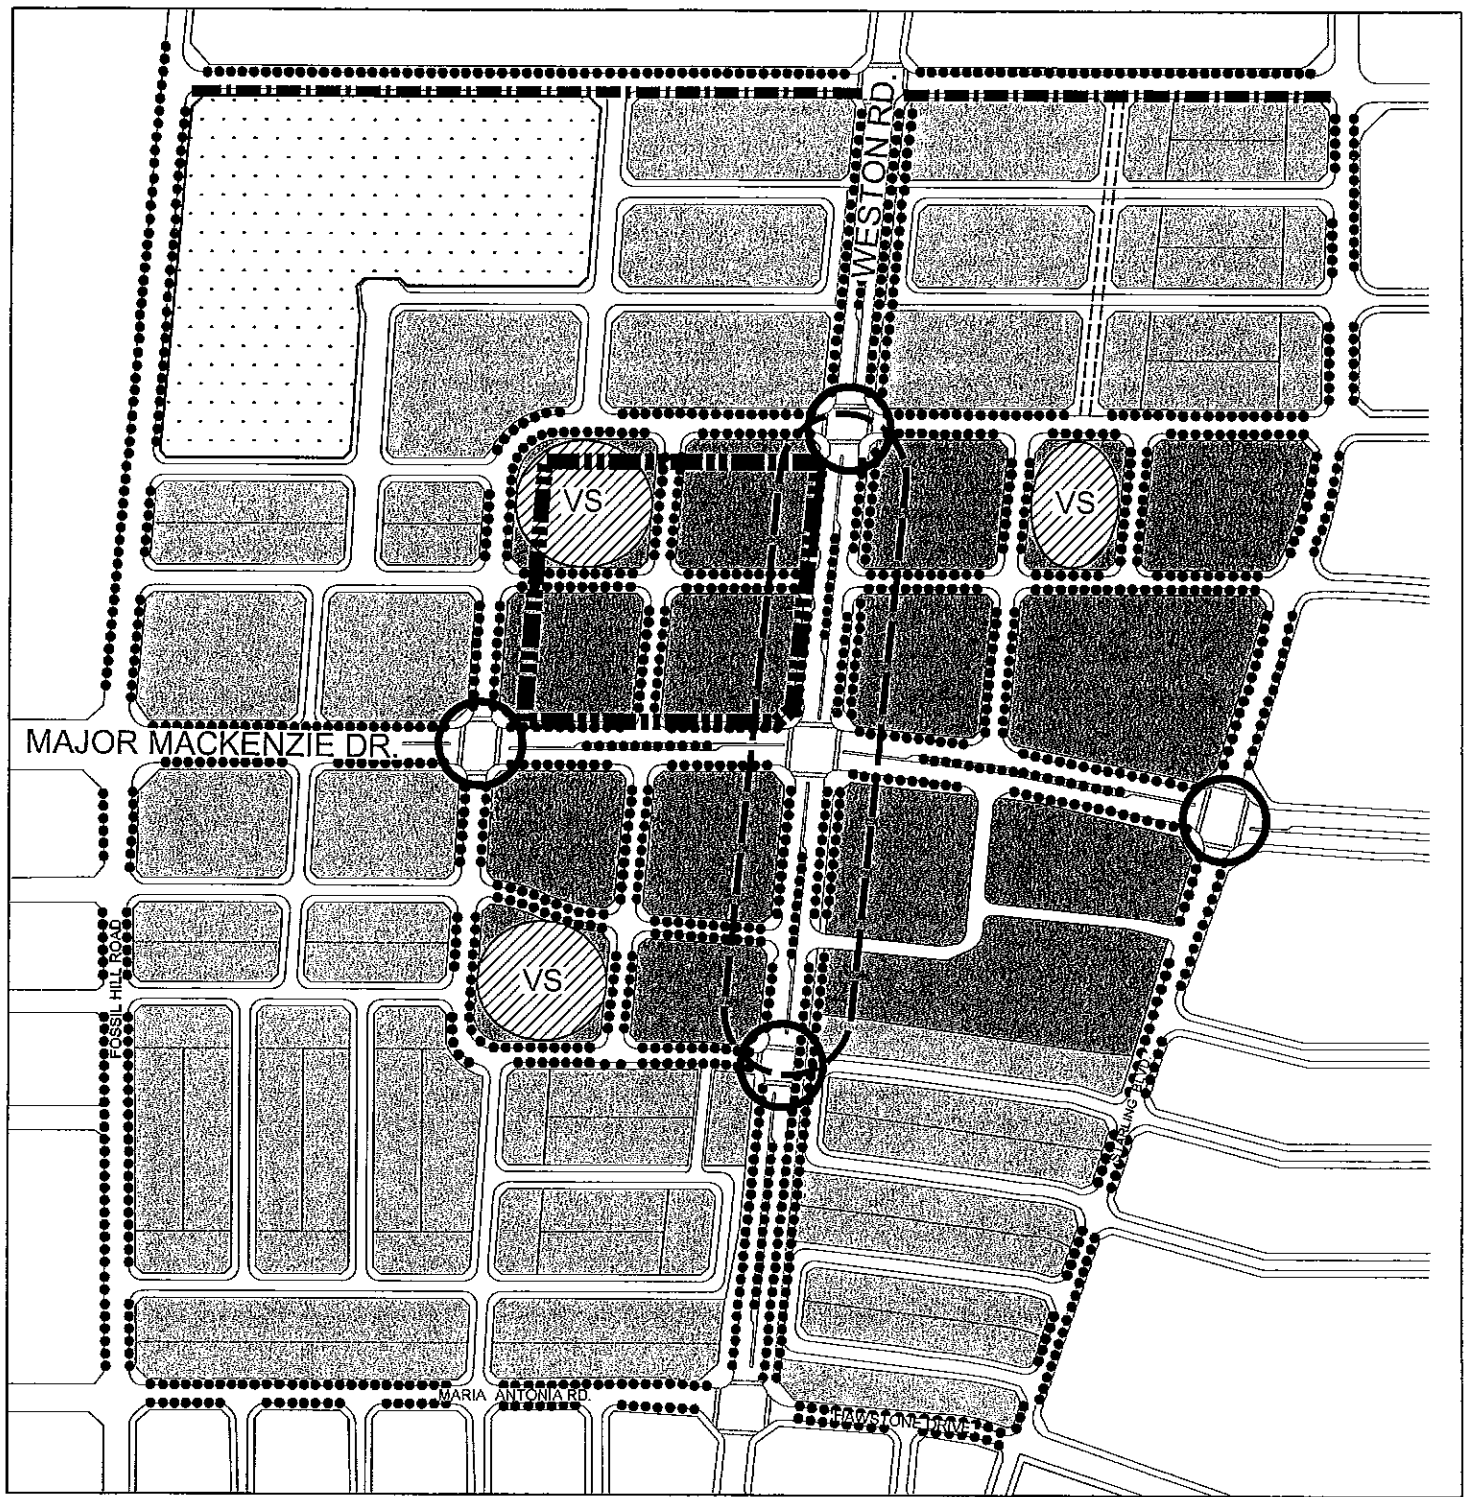 WESTON RD.
VS
VS
MAJOR MACKENZIE DR.
FOSSIL HILL ROAD
VS
MARIA ANTONIA RD.
HAWSTONE DRIVE